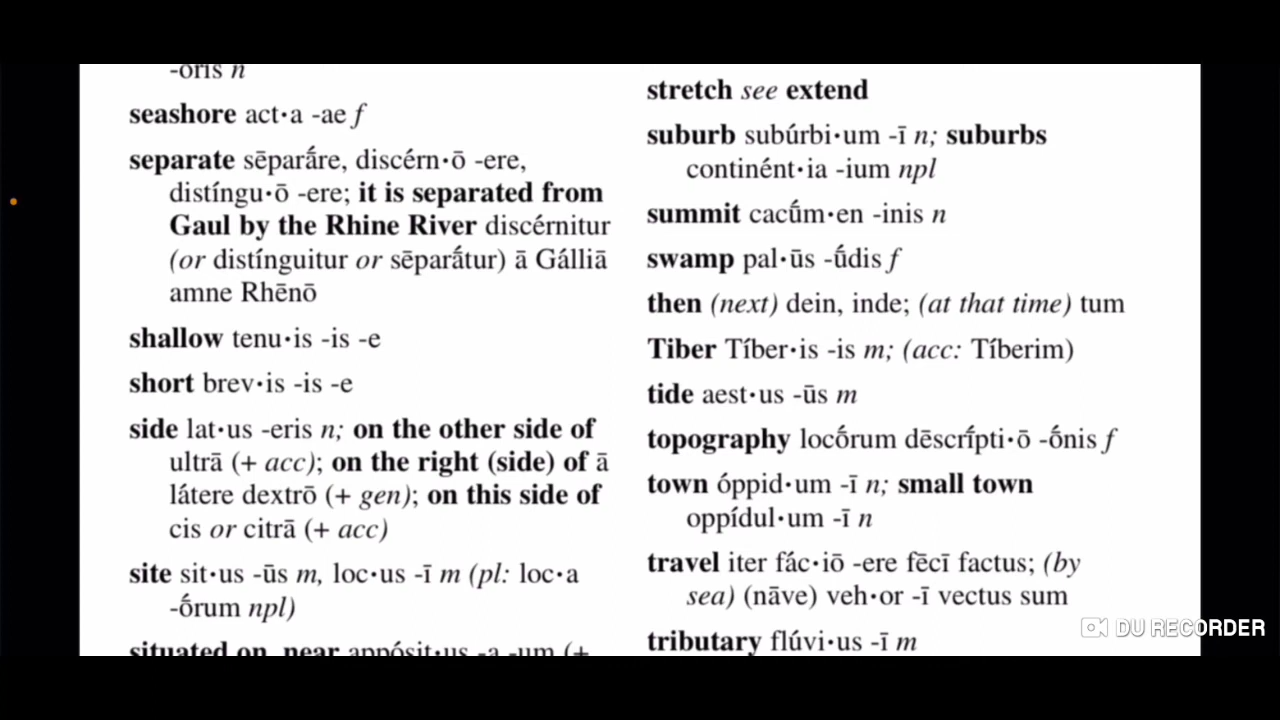 -oris n
seashore act·a -ae f
separate sēparā́re, discérn·ō -ere,
distíngu·ō -ere; it is separated from
Gaul by the Rhine River discérnitur
(or distínguitur or sēparā́tur) ā Gálliā
amne Rhēnō
shallow tenu·is -is -e
short brev·is -is -e
side lat·us -eris n; on the other side of
ultrā (+ acc); on the right (side) of ā
látere dextrō (+ gen); on this side of
cis or citrā (+ acc)
site sit·us -ūs m, loc·us -ī m (pl: loc·a
-ṓrum npl)
situated on, near appósit·us -a -um (+
stretch see extend
suburb subúrbi·um -ī n; suburbs
continént·ia -ium npl
summit cacū́m·en -inis n
swamp pal·ūs -ū́dis f
then (next) dein, inde; (at that time) tum
Tiber Tíber·is -is m; (acc: Tíberim)
tide aest·us -ūs m
topography locṓrum dēscrī́pti·ō -ṓnis f
town óppid·um -ī n; small town
oppídul·um -ī n
travel iter fác·iō -ere fēcī factus; (by
sea) (nāve) veh·or -ī vectus sum
tributary flúvi·us -ī m
DU RECORDER